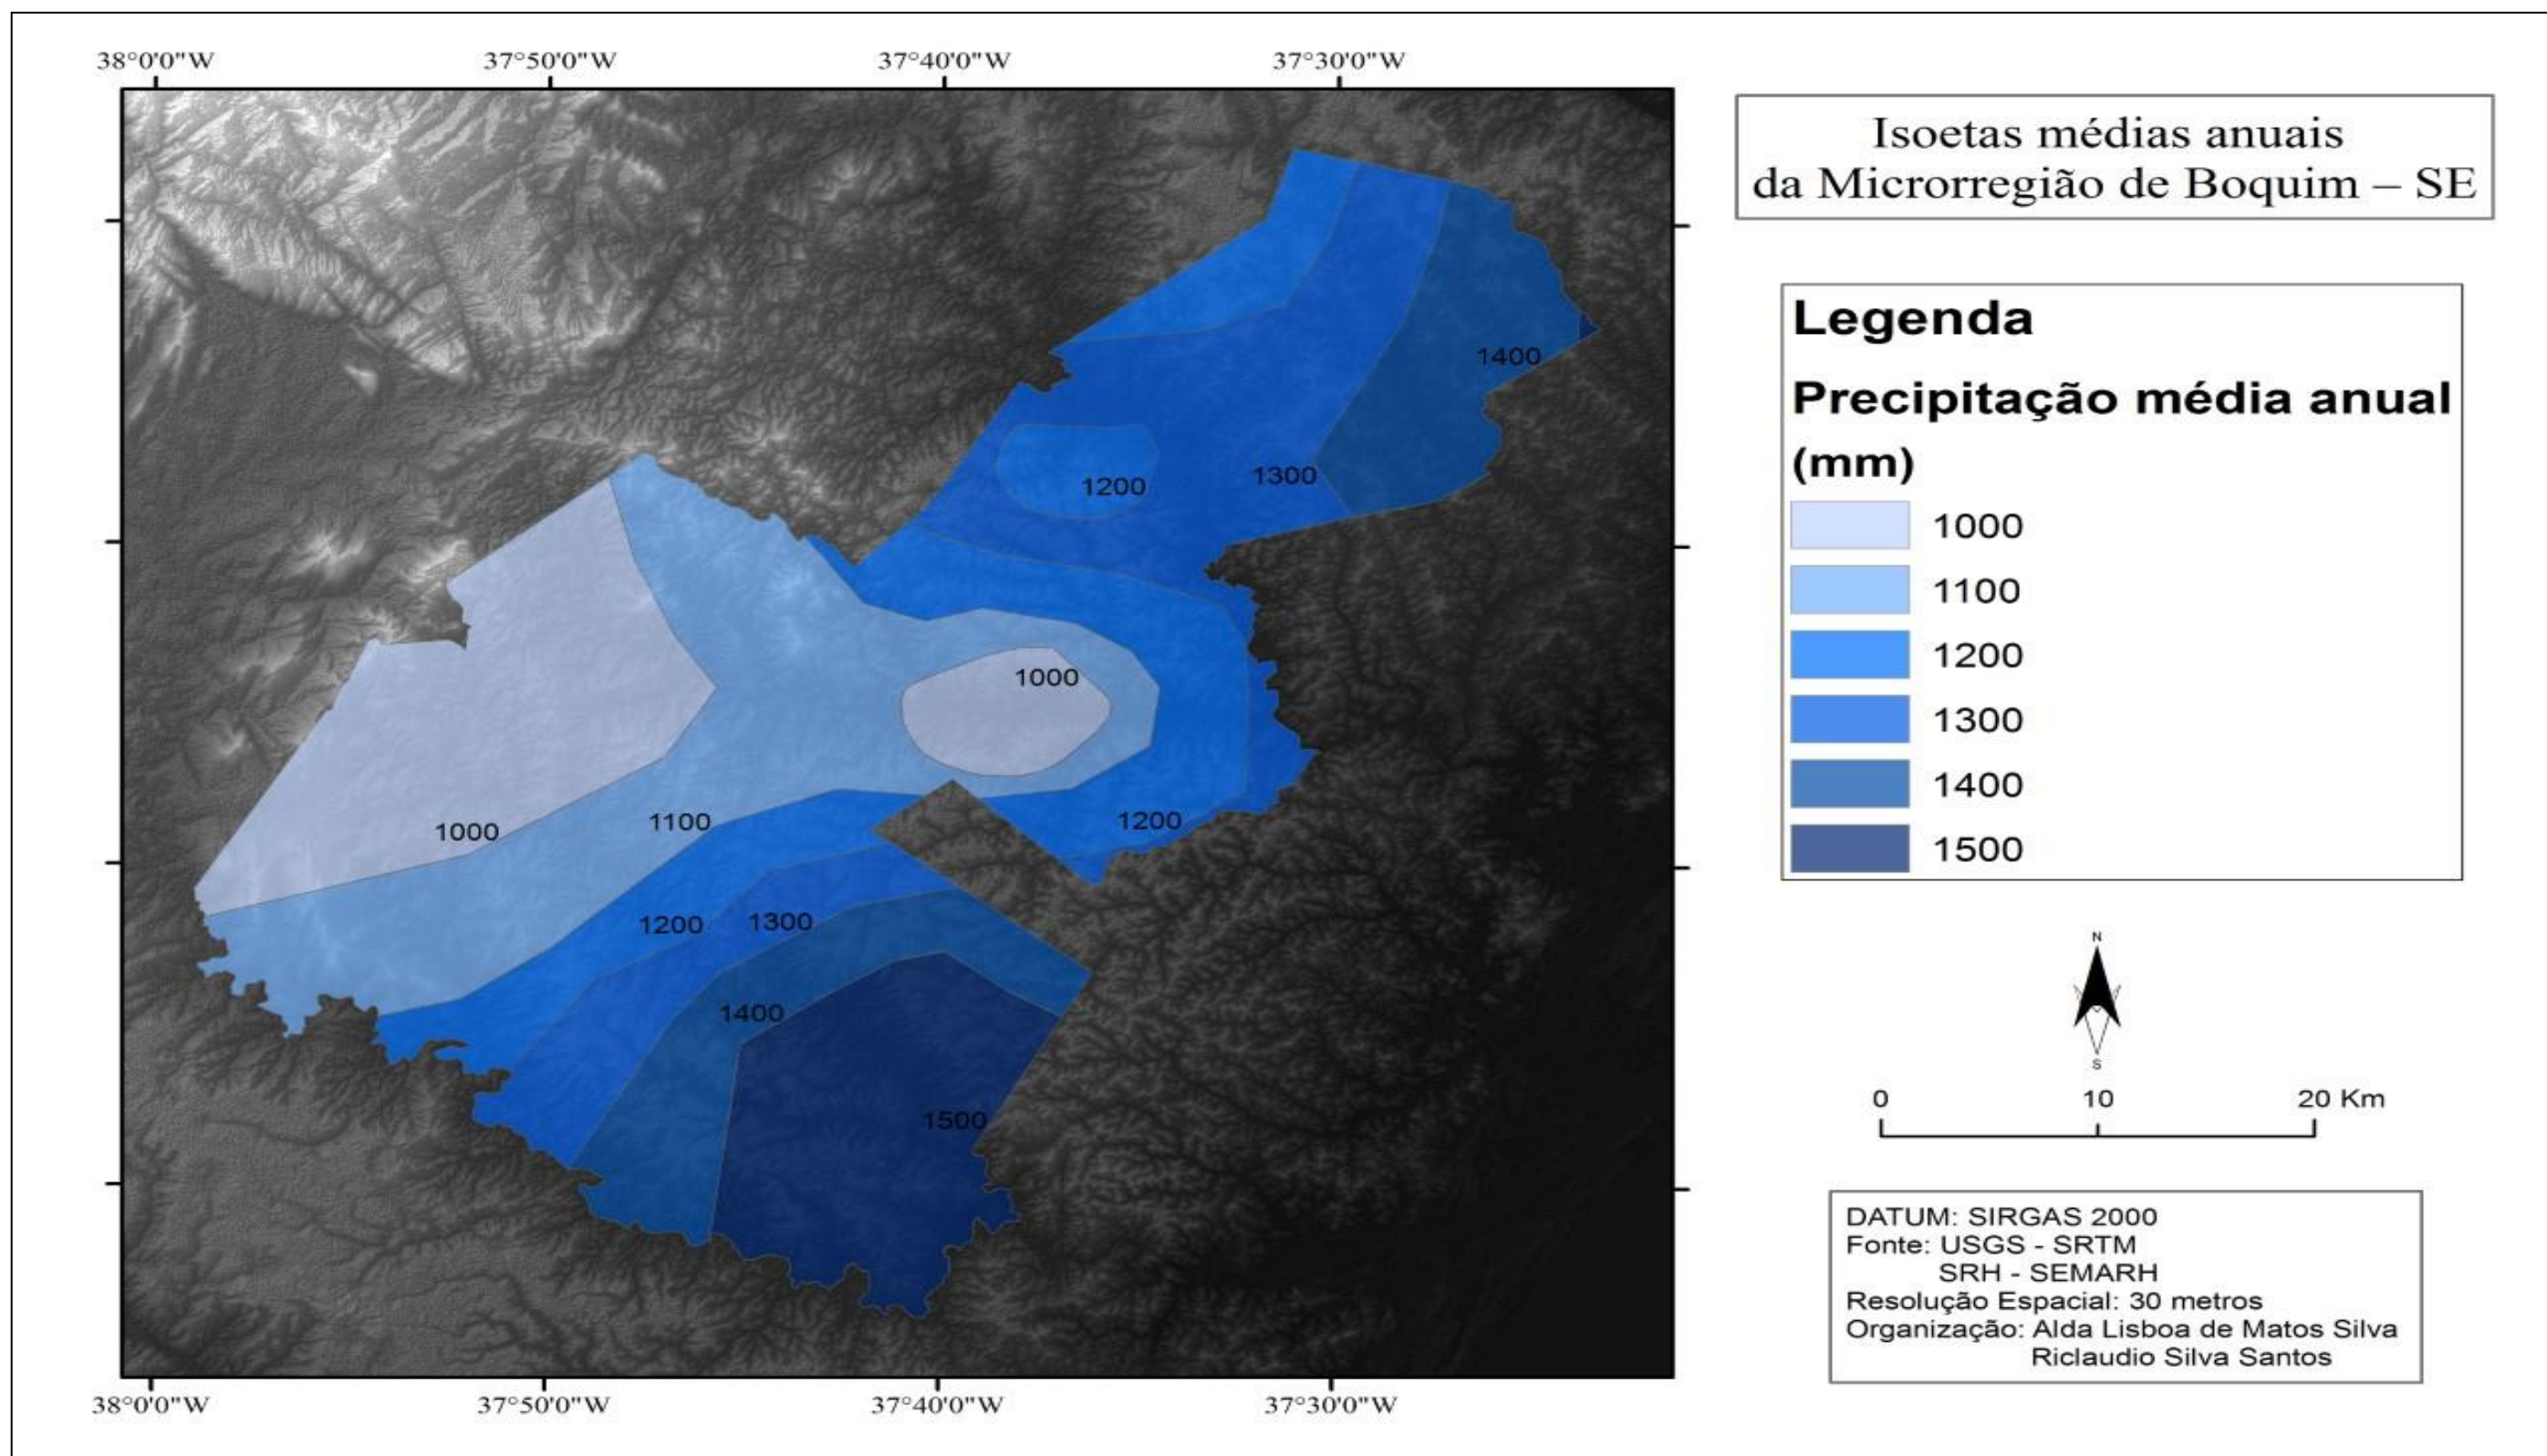 38°0'0"W
37°50'0"W
37°40'0"W
37°30'0"W
Isoetas médias anuais
da Microrregião de Boquim – SE
Legenda
Precipitação média anual
(mm)
1000
1100
1200
1300
1400
1500
1400
1200
1300
1000
1000
1100
1200
1200
1300
1400
1500
N
S
0
10
20 Km
DATUM: SIRGAS 2000
Fonte: USGS - SRTM
SRH - SEMARH
Resolução Espacial: 30 metros
Organização: Alda Lisboa de Matos Silva
Riclaudio Silva Santos
38°0'0"W
37°50'0"W
37°40'0"W
37°30'0"W